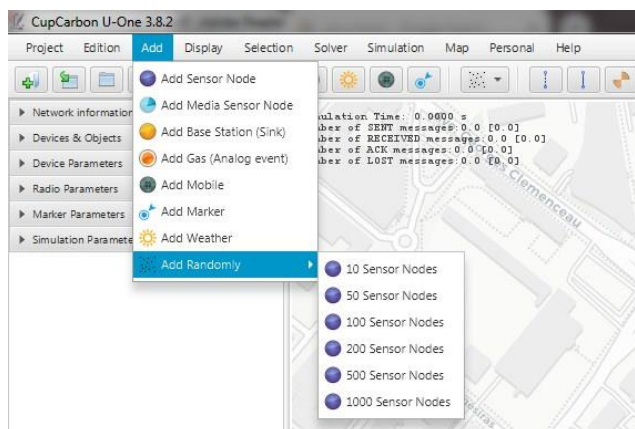 CupCarbon U-One 3.8.2
Project Edition Add Display Selection Solver Simulation Map Personal Help
Add Sensor Node
Add Media Sensor Node
Add Base Station (Sink)
Add Gas (Analog event)
Add Mobile
Add Marker
Add Weather
Add Randomly
10 Sensor Nodes
50 Sensor Nodes
100 Sensor Nodes
200 Sensor Nodes
500 Sensor Nodes
1000 Sensor Nodes
Network information
Devices & Objects
Device Parameters
Radio Parameters
Marker Parameters
Simulation Paramete
ulation Time: 0.0000 s
ber of SENT messages:0.0 [0.0]
ber of RECEIVED messages:0.0 [0.0]
ber of ACK messages:0.0 [0.0]
ber of LOST messages:0.0 [0.0]
Clemenceau